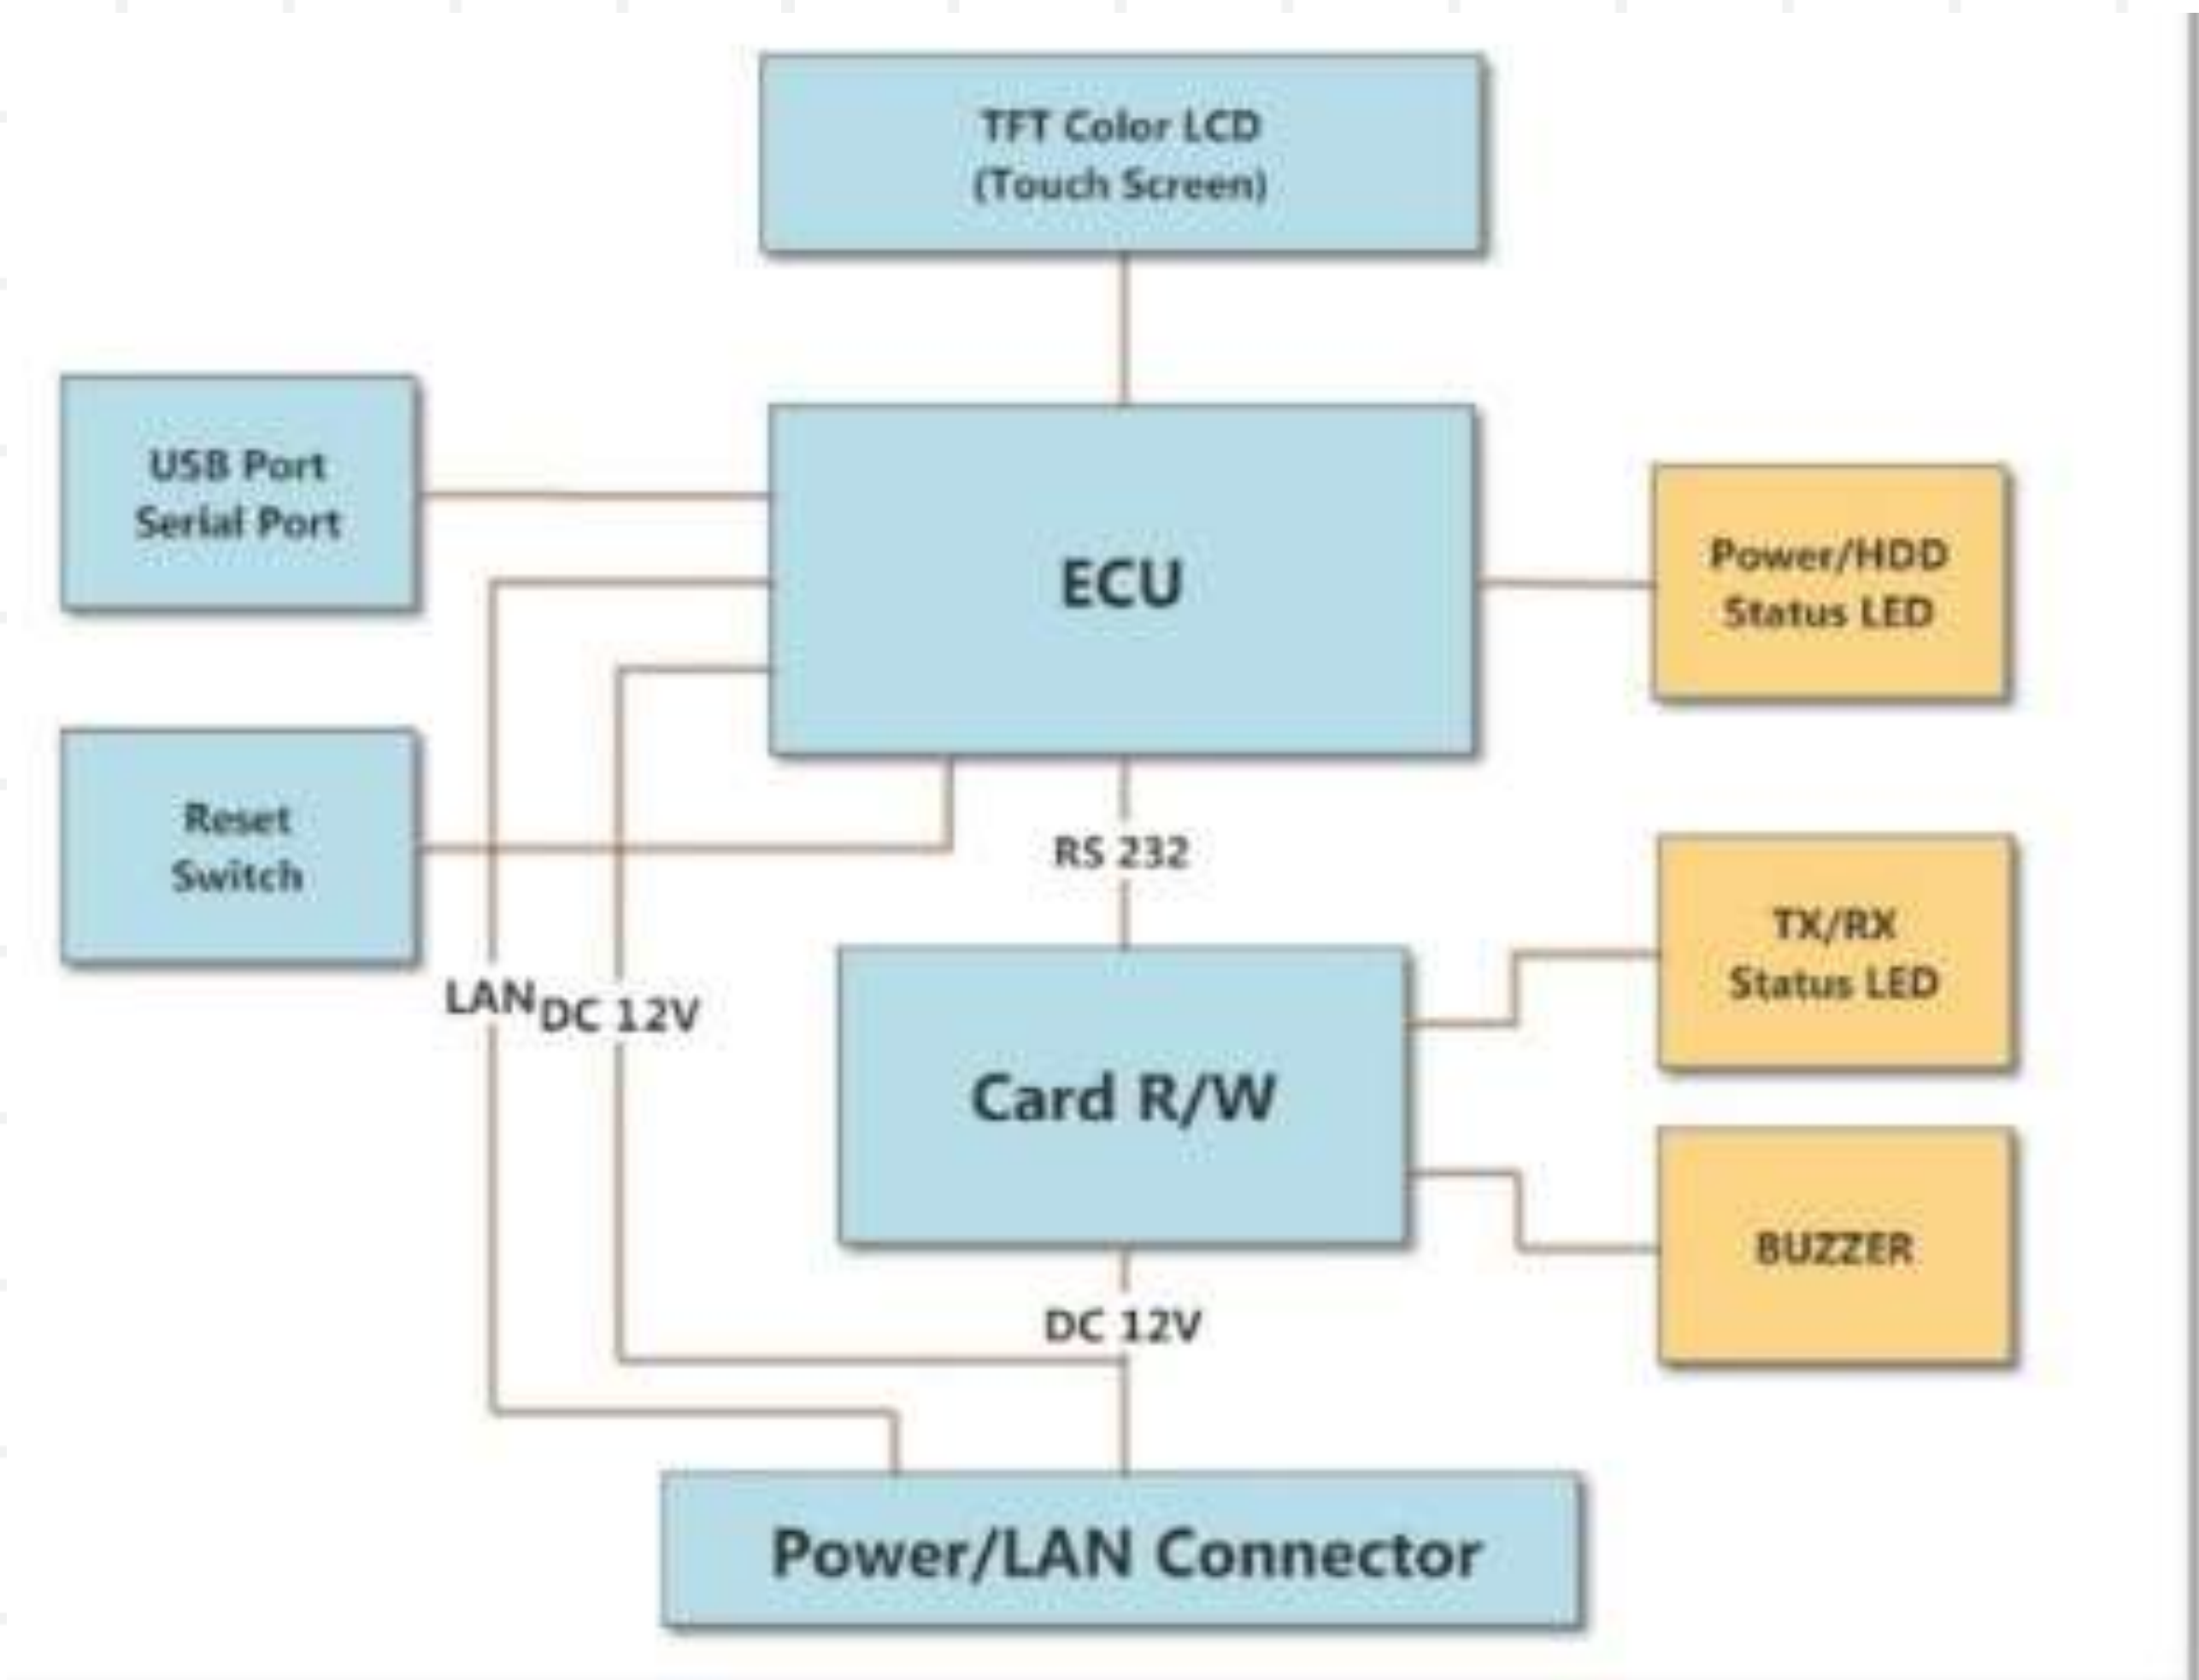 TFT Color LCD
(Touch Screen)
USB Port
Serial Port
ECU
Power/HDD
Status LED
Reset
Switch
RS 232
TX/RX
Status LED
LAN
DC 12V
Card R/W
BUZZER
DC 12V
Power/LAN Connector